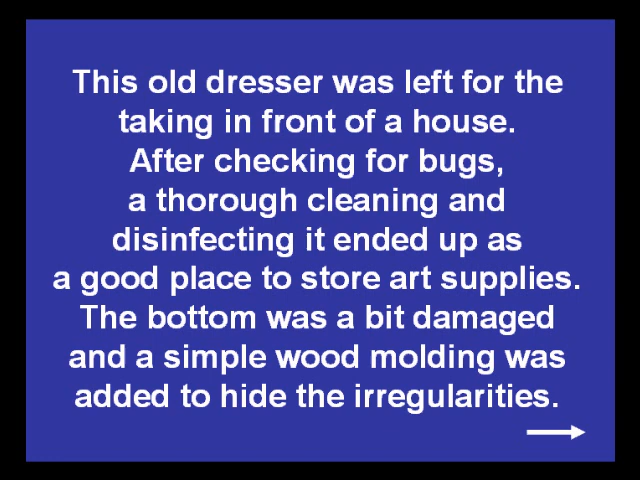 This old dresser was left for the
taking in front of a house.
After checking for bugs,
a thorough cleaning and
disinfecting it ended up as
a good place to store art supplies.
The bottom was a bit damaged
and a simple wood molding was
added to hide the irregularities.